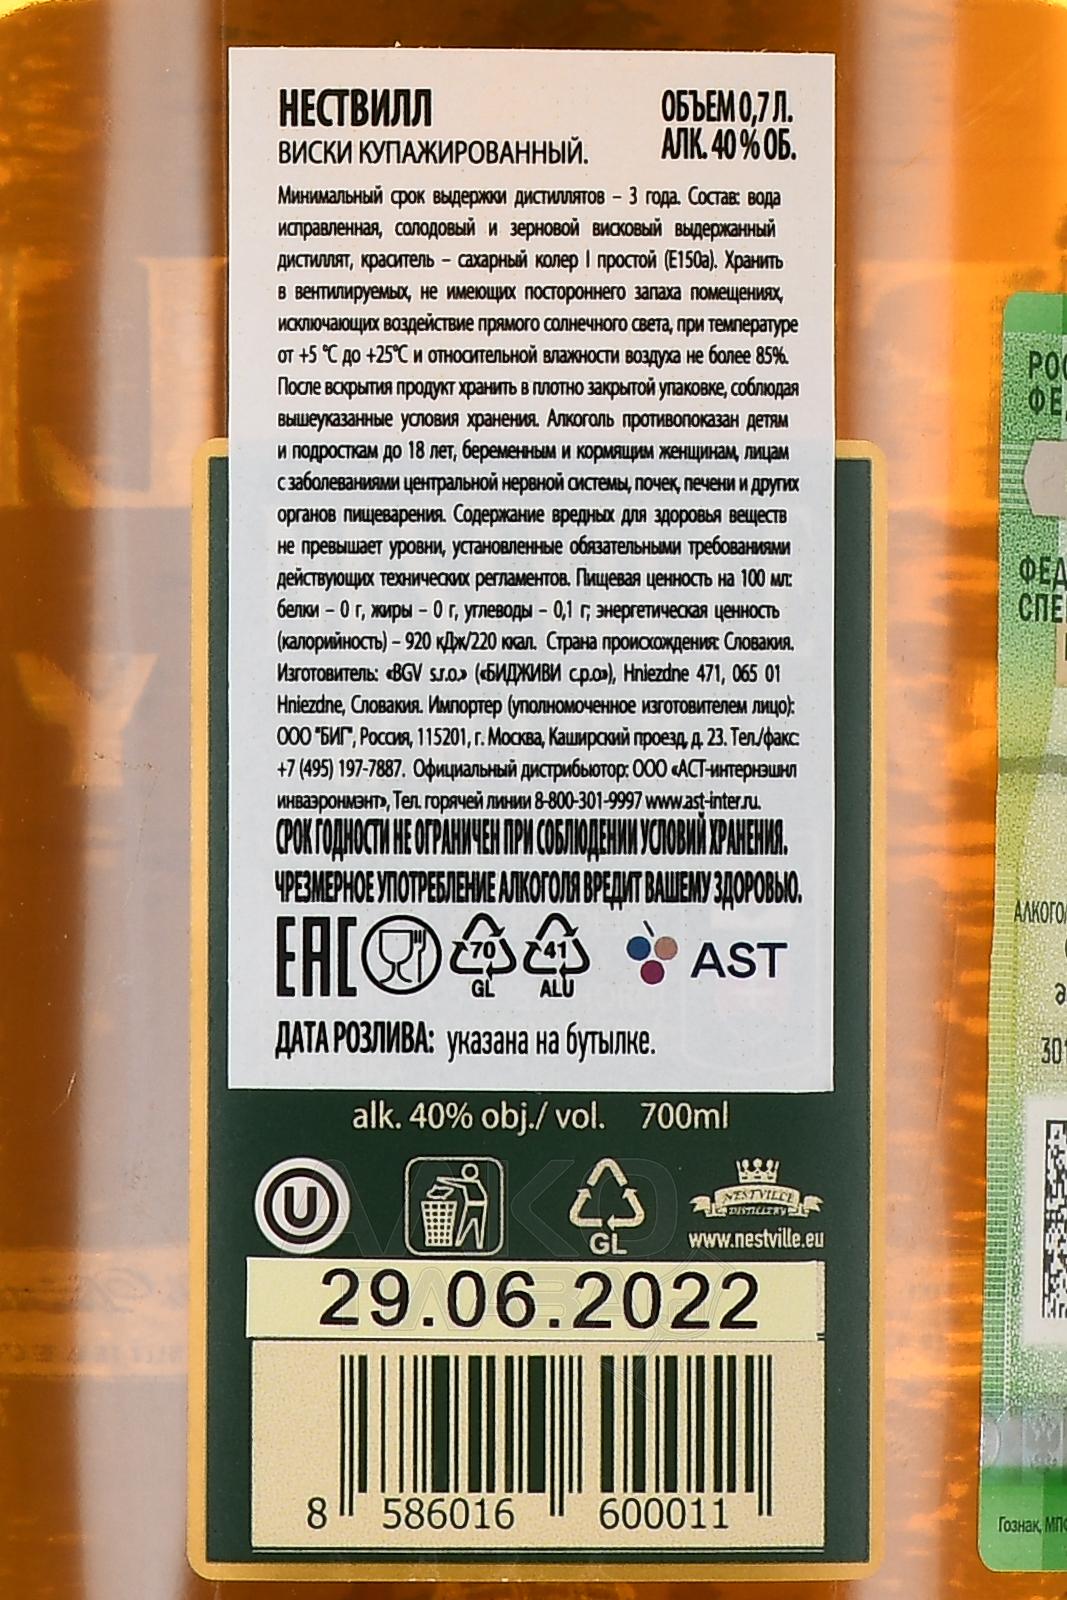 НЕСТВИЛЛ
ВИСКИ КУПАЖИРОВАННЫЙ.
ОБЪЕМ 0,7 Л.
АЛК. 40 % ОБ.
Минимальный срок выдержки дистиллятов – 3 года. Состав: вода
исправленная, солодовый и зерновой висковый выдержанный
дистиллят, краситель – сахарный колер I простой (E150a). Хранить
в вентилируемых, не имеющих постороннего запаха помещениях,
исключающих воздействие прямого солнечного света, при температуре
от +5 °С до +25°С и относительной влажности воздуха не более 85%.
После вскрытия продукт хранить в плотно закрытой упаковке, соблюдая
вышеуказанные условия хранения. Алкоголь противопоказан детям
и подросткам до 18 лет, беременным и кормящим женщинам, лицам
с заболеваниями центральной нервной системы, почек, печени и других
органов пищеварения. Содержание вредных для здоровья веществ
не превышает уровни, установленные обязательными требованиями
действующих технических регламентов. Пищевая ценность на 100 мл:
белки – 0 г, жиры – 0 г, углеводы – 0,1 г; энергетическая ценность
(калорийность) – 920 кДж/220 ккал. Страна происхождения: Словакия.
Изготовитель: «BGV s.r.o.» («БИДЖИВИ с.р.о»), Hniezdne 471, 065 01
Hniezdne, Словакия. Импортер (уполномоченное изготовителем лицо):
ООО "БИГ", Россия, 115201, г. Москва, Каширский проезд, д. 23. Тел./факс:
+7 (495) 197-7887. Официальный дистрибьютор: ООО «АСТ-интернэшнл
инваэронмэнт», Тел. горячей линии 8-800-301-9997 www.ast-inter.ru.
СРОК ГОДНОСТИ НЕ ОГРАНИЧЕН ПРИ СОБЛЮДЕНИИ УСЛОВИЙ ХРАНЕНИЯ.
ЧРЕЗМЕРНОЕ УПОТРЕБЛЕНИЕ АЛКОГОЛЯ ВРЕДИТ ВАШЕМУ ЗДОРОВЬЮ.
EAC 70 GL 41 ALU AST
ДАТА РОЗЛИВА: указана на бутылке.
alk. 40% obj./ vol. 700ml
U GL
NESTVILLE
DISTILLERY
www.nestville.eu
29.06.2022
8 586016 600011
Гознак,